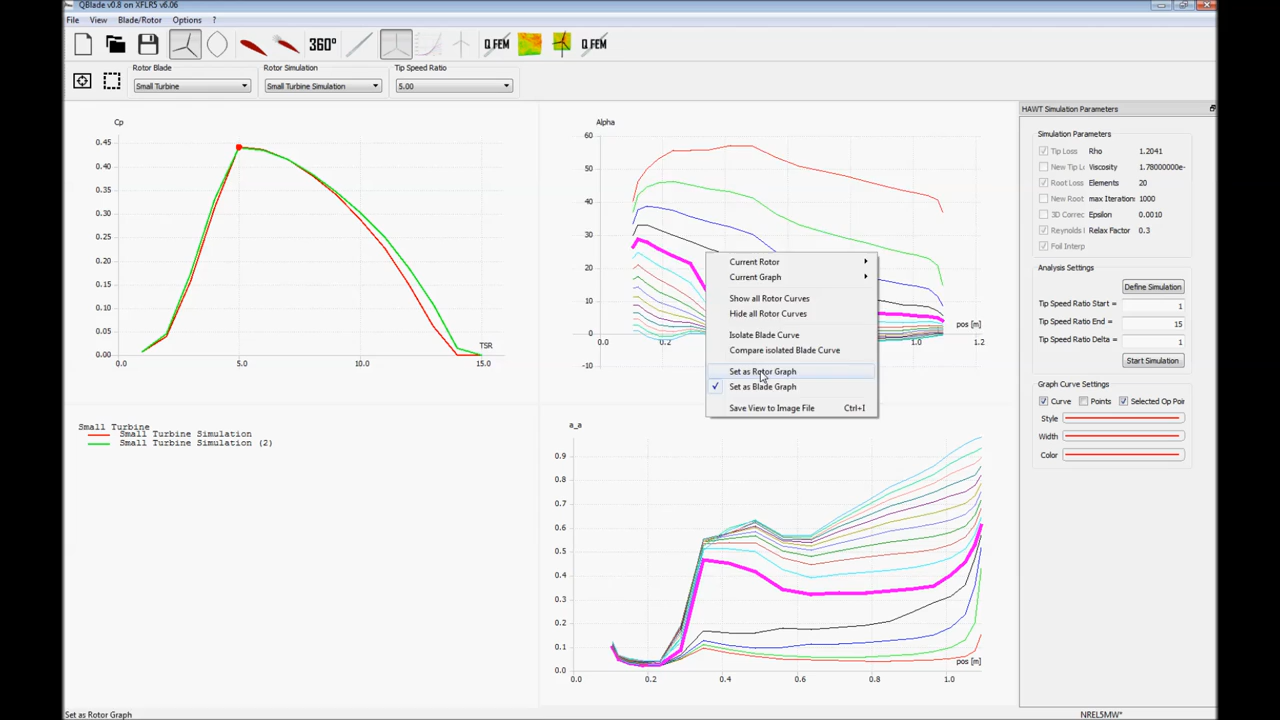 QBlade v0.8 on XFLR5 v6.06
File View Blade/Rotor Options ?
360° Q FEM Q FEM
Rotor Blade Rotor Simulation Tip Speed Ratio
Small Turbine Small Turbine Simulation 5.00
Cp
0.45
0.40
0.35
0.30
0.25
0.20
0.15
0.10
0.05
0.00
TSR
5.0 10.0 15.0
Small Turbine
Small Turbine Simulation
Small Turbine Simulation (2)
Alpha
60
50
40
30
20
10
0
-10
pos [m]
0.0 0.2 1.0 1.2
Current Rotor
Current Graph
Show all Rotor Curves
Hide all Rotor Curves
Isolate Blade Curve
Compare isolated Blade Curve
Set as Rotor Graph
Set as Blade Graph
Save View to Image File Ctrl+I
a_a
0.9
0.8
0.7
0.6
0.5
0.4
0.3
0.2
0.1
0.0
pos [m]
0.0 0.2 0.4 0.6 0.8 1.0
HAWT Simulation Parameters
Simulation Parameters
Tip Loss Rho 1.2041
New Tip Lo Viscosity 1.78000000e-
Root Loss Elements 20
New Root max Iteration: 1000
3D Correc Epsilon 0.0010
Reynolds I Relax Factor 0.3
Foil Interp
Analysis Settings
Define Simulation
Tip Speed Ratio Start = 1
Tip Speed Ratio End = 15
Tip Speed Ratio Delta = 1
Start Simulation
Graph Curve Settings
Curve Points Selected Op Poir
Style
Width
Color
Set as Rotor Graph
NREL5MW*